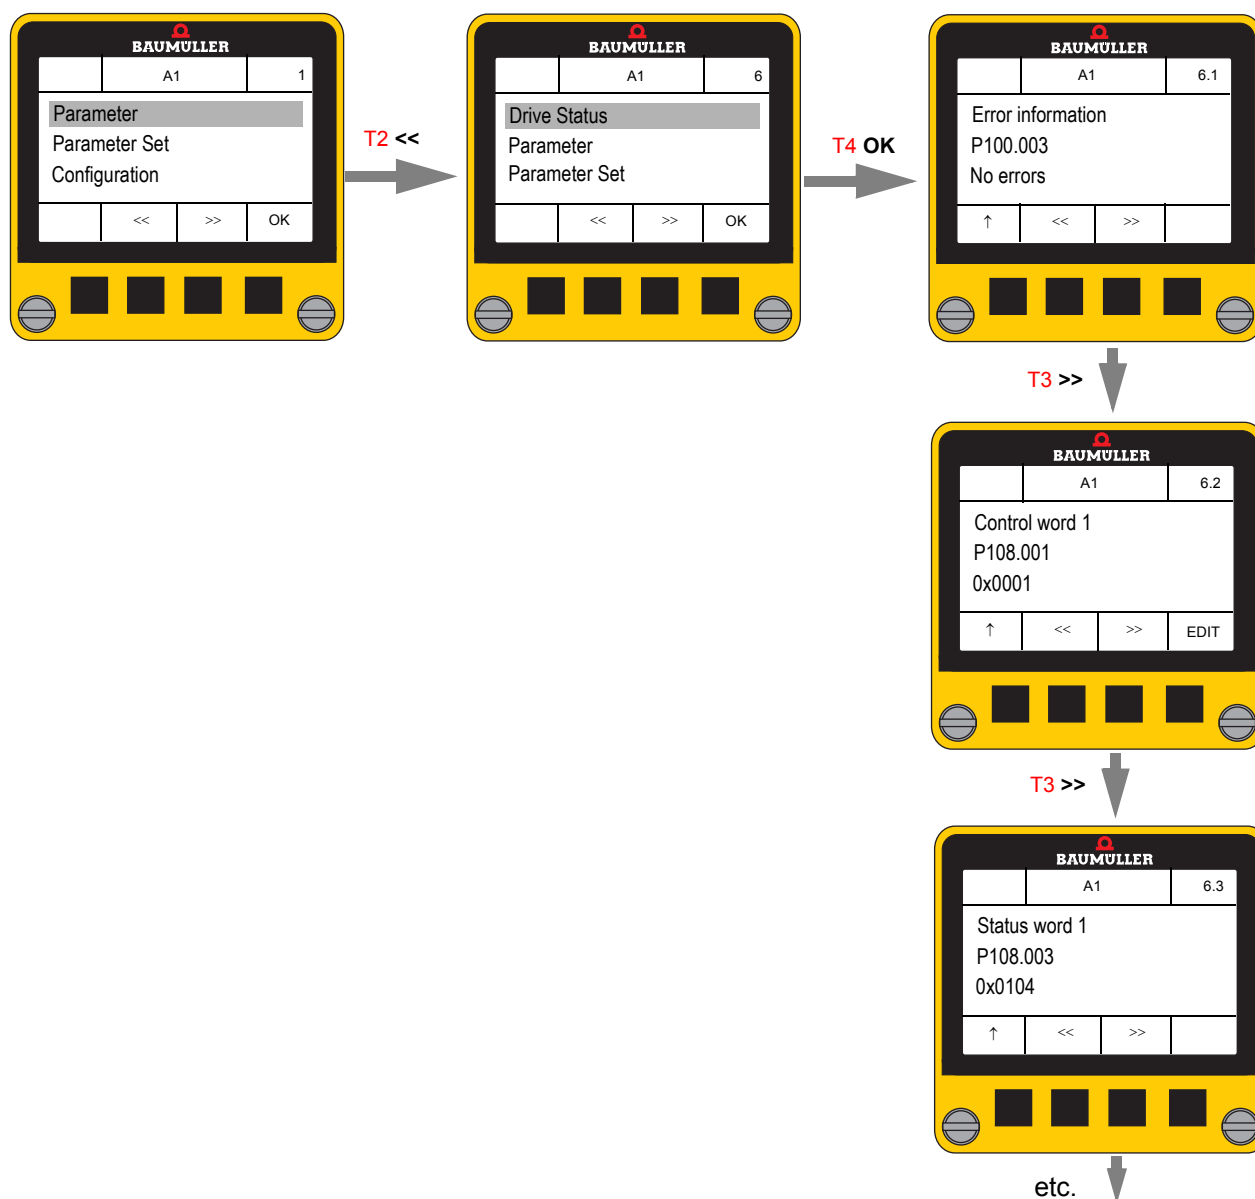 BAUMÜLLER
A1 1
Parameter
Parameter Set
Configuration
<< >> OK
T2 <<
BAUMÜLLER
A1 6
Drive Status
Parameter
Parameter Set
<< >> OK
T4 OK
BAUMÜLLER
A1 6.1
Error information
P100.003
No errors
↑ << >>
T3 >>
BAUMÜLLER
A1 6.2
Control word 1
P108.001
0x0001
↑ << >> EDIT
T3 >>
BAUMÜLLER
A1 6.3
Status word 1
P108.003
0x0104
↑ << >>
etc.